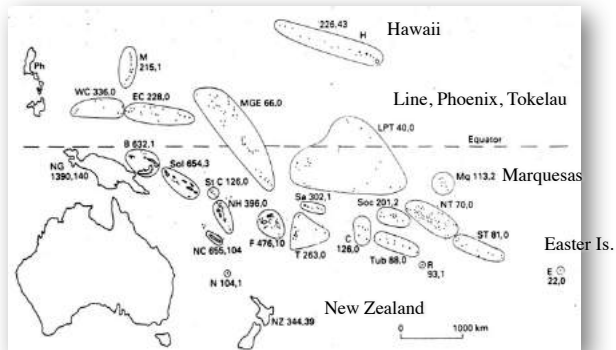 226,43
H
Hawaii
Ph
M
215,1
WC 336,0
EC 228,0
MGE 66,0
Line, Phoenix, Tokelau
LPT 40,0
Equator
B 632,1
NG
1390,140
Sol 654,3
St C 126,0
Mq 113,2
Marquesas
NH 396,0
Sa 302,1
Soc 201,2
NT 70,0
NC 655,104
F 476,10
T 263,0
C
126,0
Tub 88,0
ST 81,0
R
93,1
Easter Is.
E
22,0
N 104,1
NZ 344,39
New Zealand
0 1000 km